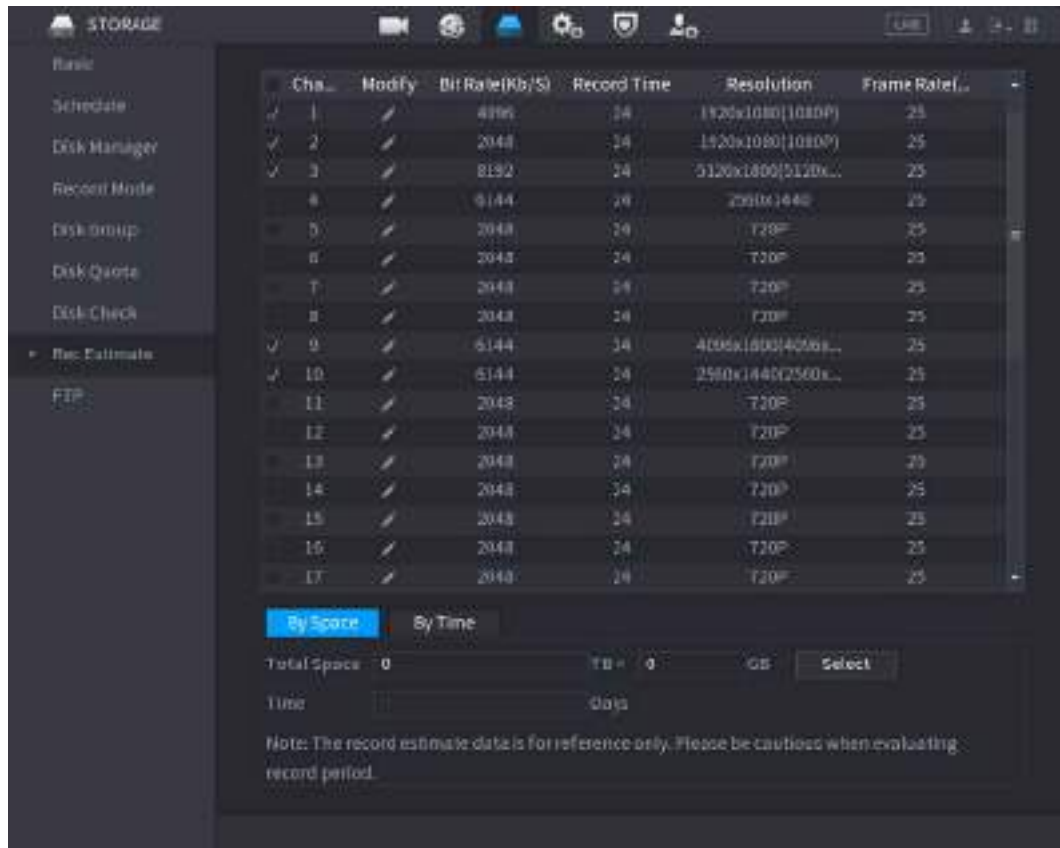 STORAGE
LIVE
Basic
Schedule
Disk Manager
Record Mode
Disk Group
Disk Quota
Disk Check
Rec Estimate
FTP
Cha... Modify Bit Rate(Kb/S) Record Time Resolution Frame Rate(...
1 4096 24 1920x1080(1080P) 25
2 2048 24 1920x1080(1080P) 25
3 8192 24 5120x1800(5120x... 25
4 6144 24 2560x1440 25
5 2048 24 720P 25
6 2048 24 720P 25
7 2048 24 720P 25
8 2048 24 720P 25
9 6144 24 4096x1800(4096x... 25
10 6144 24 2560x1440(2560x... 25
11 2048 24 720P 25
12 2048 24 720P 25
13 2048 24 720P 25
14 2048 24 720P 25
15 2048 24 720P 25
16 2048 24 720P 25
17 2048 24 720P 25
By Space By Time
Total Space 0 TB = 0 GB Select
Time Days
Note: The record estimate data is for reference only. Please be cautious when evaluating
record period.